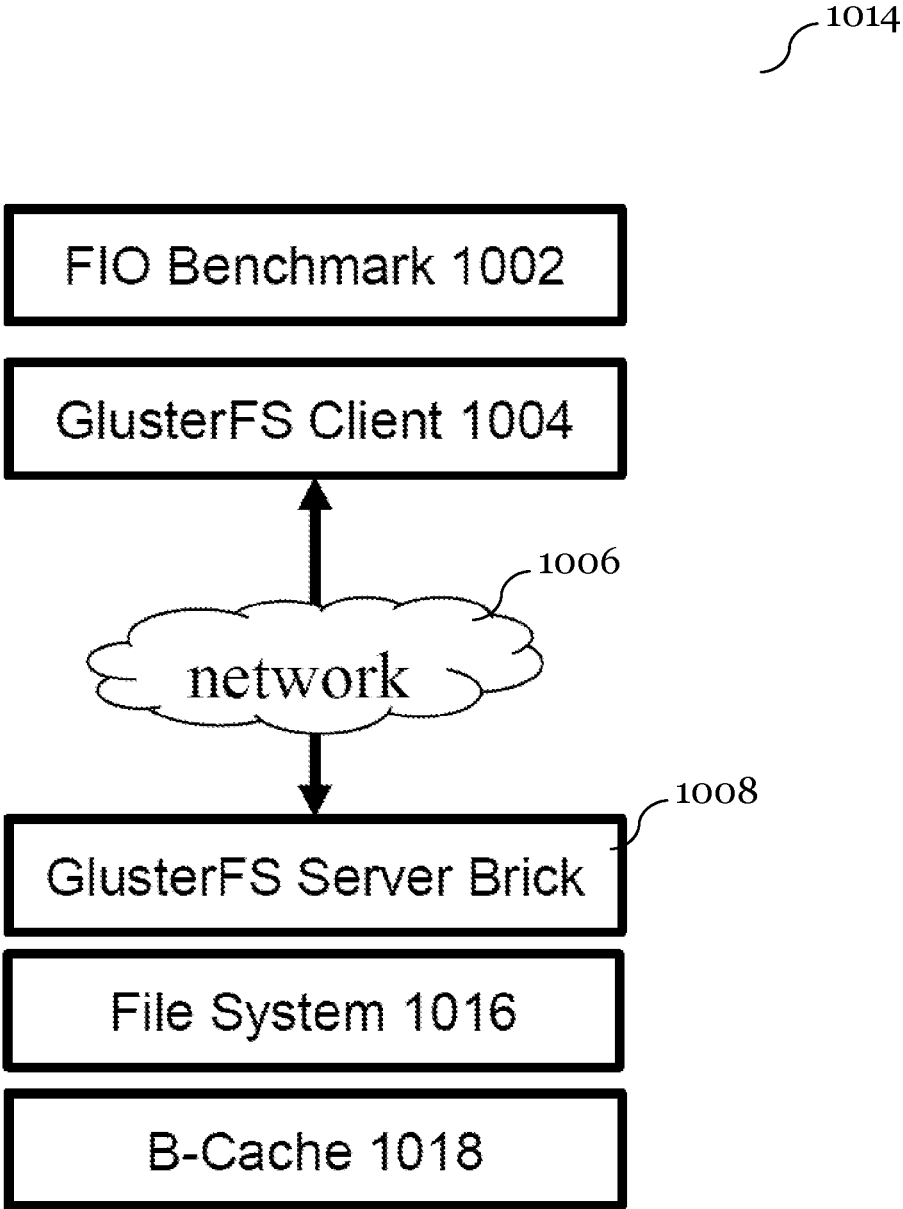 1014
FIO Benchmark 1002
GlusterFS Client 1004
1006
network
1008
GlusterFS Server Brick
File System 1016
B-Cache 1018